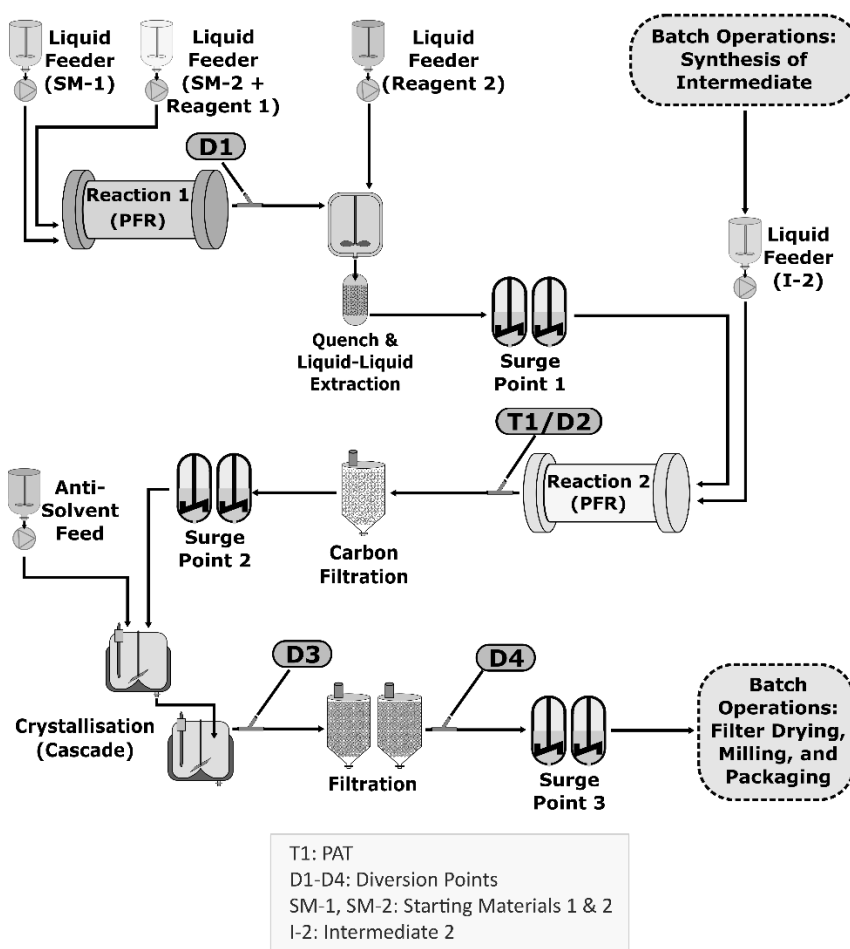 Liquid
Feeder
(SM-1)
Liquid
Feeder
(SM-2 +
Reagent 1)
Liquid
Feeder
(Reagent 2)
Batch Operations:
Synthesis of
Intermediate
D1
Reaction 1
(PFR)
Liquid
Feeder
(I-2)
Quench &
Liquid-Liquid
Extraction
Surge
Point 1
T1/D2
Reaction 2
(PFR)
Carbon
Filtration
Surge
Point 2
Anti-
Solvent
Feed
Crystallisation
(Cascade)
D3
Filtration
D4
Surge
Point 3
Batch
Operations:
Filter Drying,
Milling, and
Packaging
T1: PAT
D1-D4: Diversion Points
SM-1, SM-2: Starting Materials 1 & 2
I-2: Intermediate 2